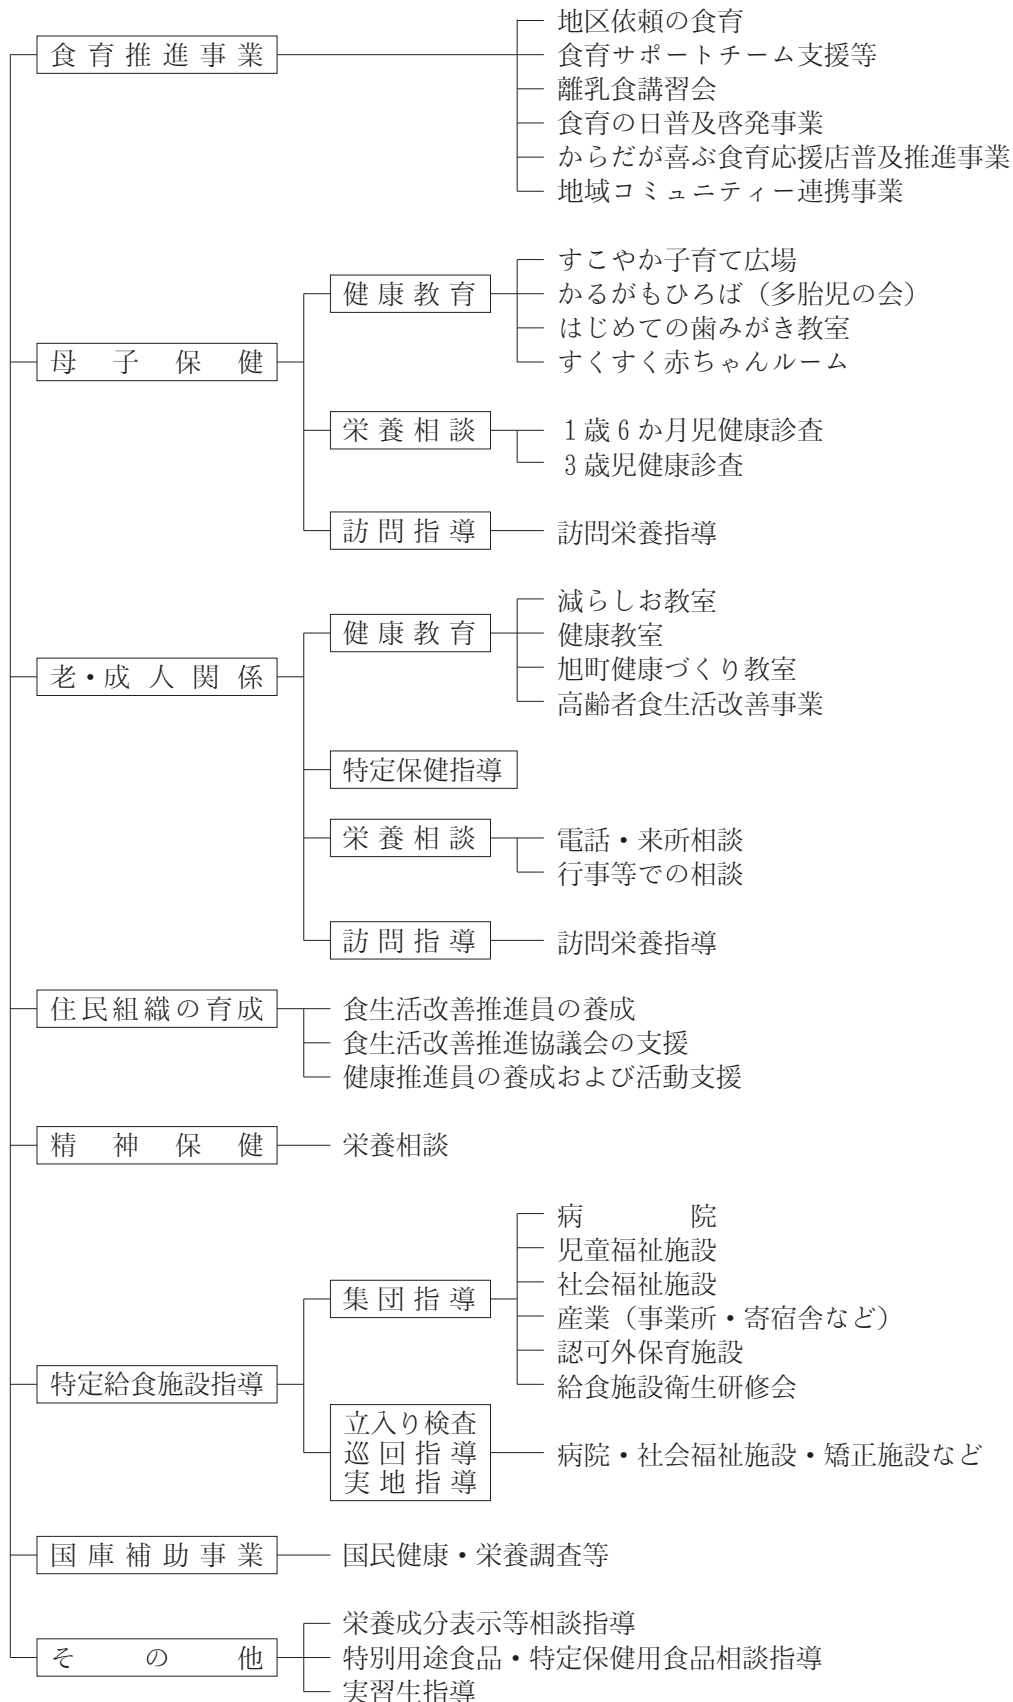 地区依頼の食育
食育推進事業
食育サポートチーム支援等
離乳食講習会
食育の日普及啓発事業
からだが喜ぶ食育応援店普及推進事業
地域コミュニティー連携事業
母子保健
健康教育
すこやか子育て広場
かるがもひろば（多胎児の会）
はじめての歯みがき教室
すくすく赤ちゃんルーム
栄養相談
1歳6か月児健康診査
3歳児健康診査
訪問指導
訪問栄養指導
老・成人関係
健康教育
減らしお教室
健康教室
旭町健康づくり教室
高齢者食生活改善事業
特定保健指導
栄養相談
電話・来所相談
行事等での相談
訪問指導
訪問栄養指導
住民組織の育成
食生活改善推進員の養成
食生活改善推進協議会の支援
健康推進員の養成および活動支援
精神保健
栄養相談
特定給食施設指導
集団指導
病院
児童福祉施設
社会福祉施設
産業（事業所・寄宿舎など）
認可外保育施設
給食施設衛生研修会
立入り検査
巡回指導
実地指導
病院・社会福祉施設・矯正施設など
国庫補助事業
国民健康・栄養調査等
その他
栄養成分表示等相談指導
特別用途食品・特定保健用食品相談指導
実習生指導